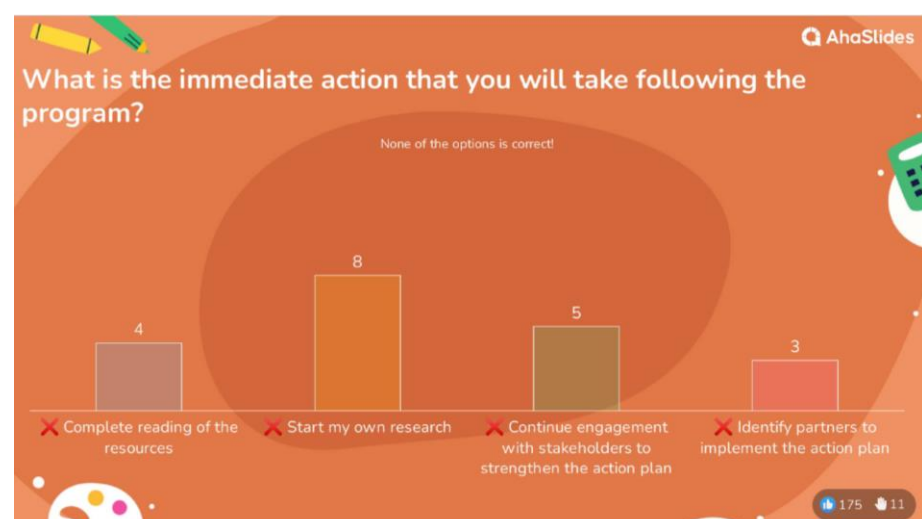 AhaSlides
What is the immediate action that you will take following the
program?
None of the options is correct!
4
8
5
3
❌ Complete reading of the
resources
❌ Start my own research
❌ Continue engagement
with stakeholders to
strengthen the action plan
❌ Identify partners to
implement the action plan
175
11